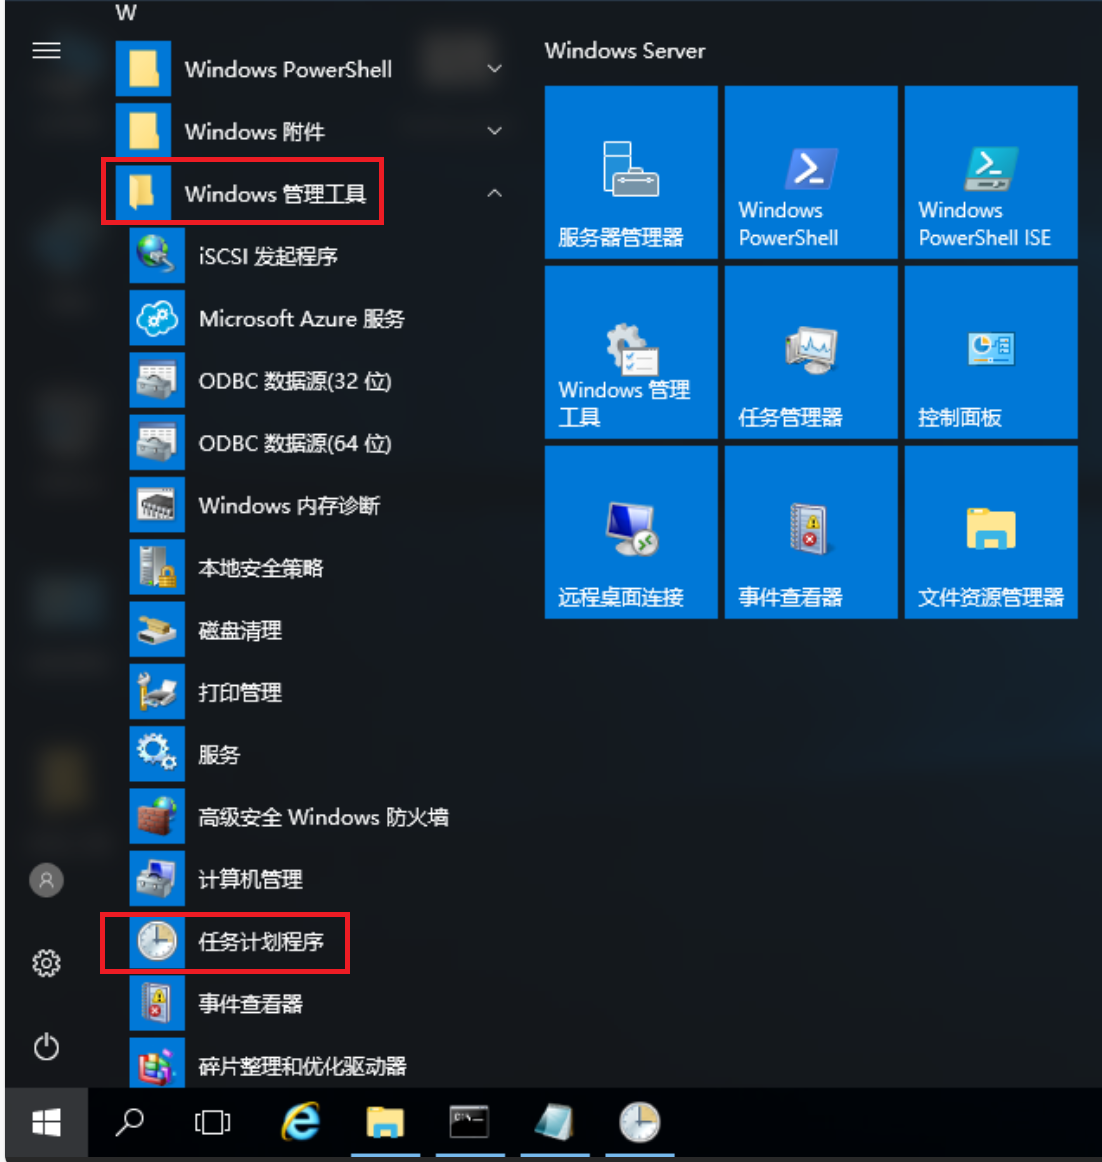 W
Windows PowerShell
Windows 附件
Windows 管理工具
iSCSI 发起程序
Microsoft Azure 服务
ODBC 数据源(32 位)
ODBC 数据源(64 位)
Windows 内存诊断
本地安全策略
磁盘清理
打印管理
服务
高级安全 Windows 防火墙
计算机管理
任务计划程序
事件查看器
碎片整理和优化驱动器
Windows Server
服务器管理器
Windows
PowerShell
Windows
PowerShell ISE
Windows 管理
工具
任务管理器
控制面板
远程桌面连接
事件查看器
文件资源管理器